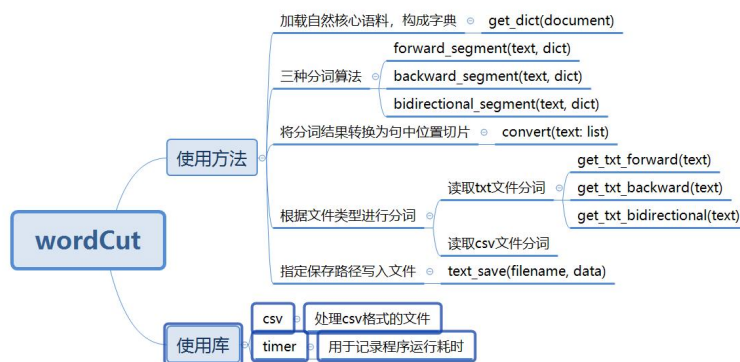 wordCut
使用方法
加载自然核心语料，构成字典
get_dict(document)
三种分词算法
forward_segment(text, dict)
backward_segment(text, dict)
bidirectional_segment(text, dict)
将分词结果转换为句中位置切片
convert(text: list)
根据文件类型进行分词
读取txt文件分词
get_txt_forward(text)
get_txt_backward(text)
get_txt_bidirectional(text)
读取csv文件分词
指定保存路径写入文件
text_save(filename, data)
使用库
csv
处理csv格式的文件
timer
用于记录程序运行耗时